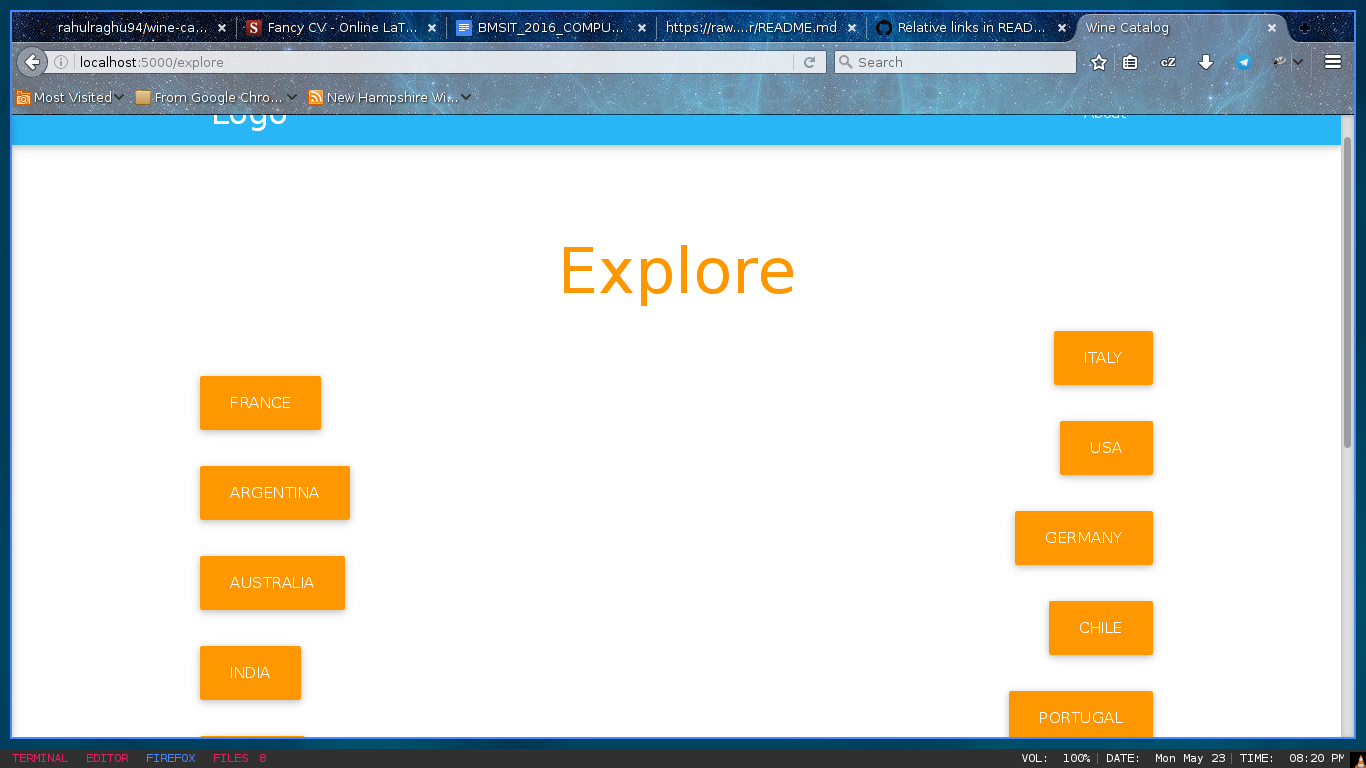 rahulraghu94/wine-ca... Fancy CV - Online LaT... BMSIT_2016_COMPU... https://raw....r/README.md Relative links in READ... Wine Catalog
localhost:5000/explore Search cZ
Most Visited From Google Chro... New Hampshire Wi...
Logo About
Explore
ITALY
FRANCE
USA
ARGENTINA
GERMANY
AUSTRALIA
CHILE
INDIA
PORTUGAL
TERMINAL EDITOR FIREFOX FILES 8 VOL: 100% | DATE: Mon May 23 | TIME: 08:20 PM